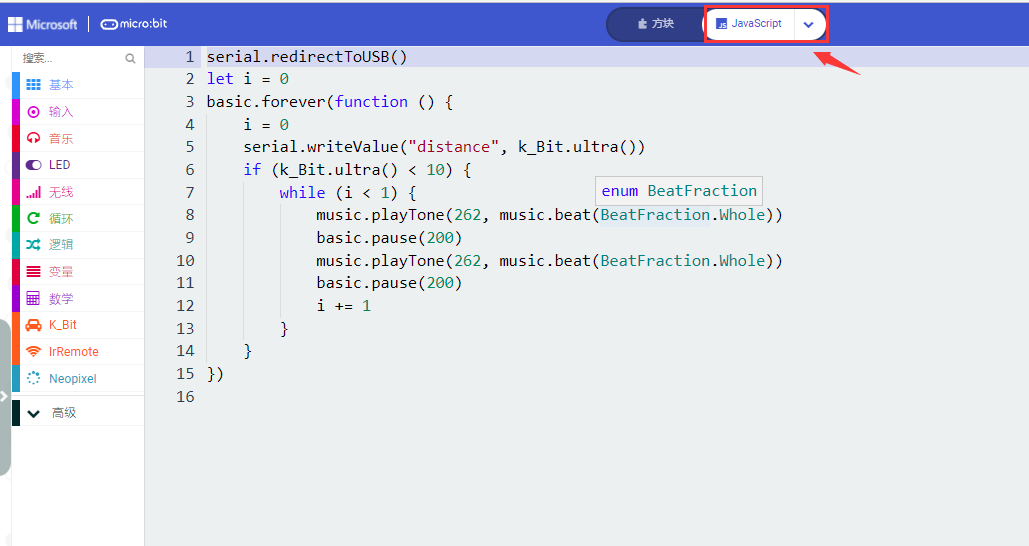 Microsoft micro:bit 方块 JS JavaScript
搜索...
基本
输入
音乐
LED
无线
循环
逻辑
变量
数学
K_Bit
IrRemote
Neopixel
高级
1 serial.redirectToUSB()
2 let i = 0
3 basic.forever(function () {
4 i = 0
5 serial.writeValue("distance", k_Bit.ultra())
6 if (k_Bit.ultra() < 10) {
7 while (i < 1) {
enum BeatFraction
8 music.playTone(262, music.beat(BeatFraction.Whole))
9 basic.pause(200)
10 music.playTone(262, music.beat(BeatFraction.Whole))
11 basic.pause(200)
12 i += 1
13 }
14 }
15 })
16